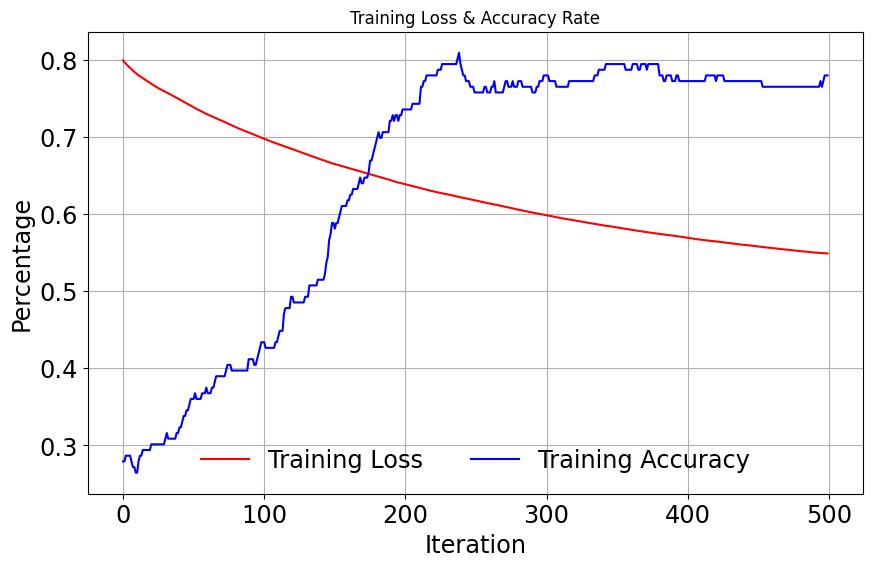 Training Loss & Accuracy Rate
Percentage
0.8
0.7
0.6
0.5
0.4
0.3
Training Loss Training Accuracy
0 100 200 300 400 500
Iteration